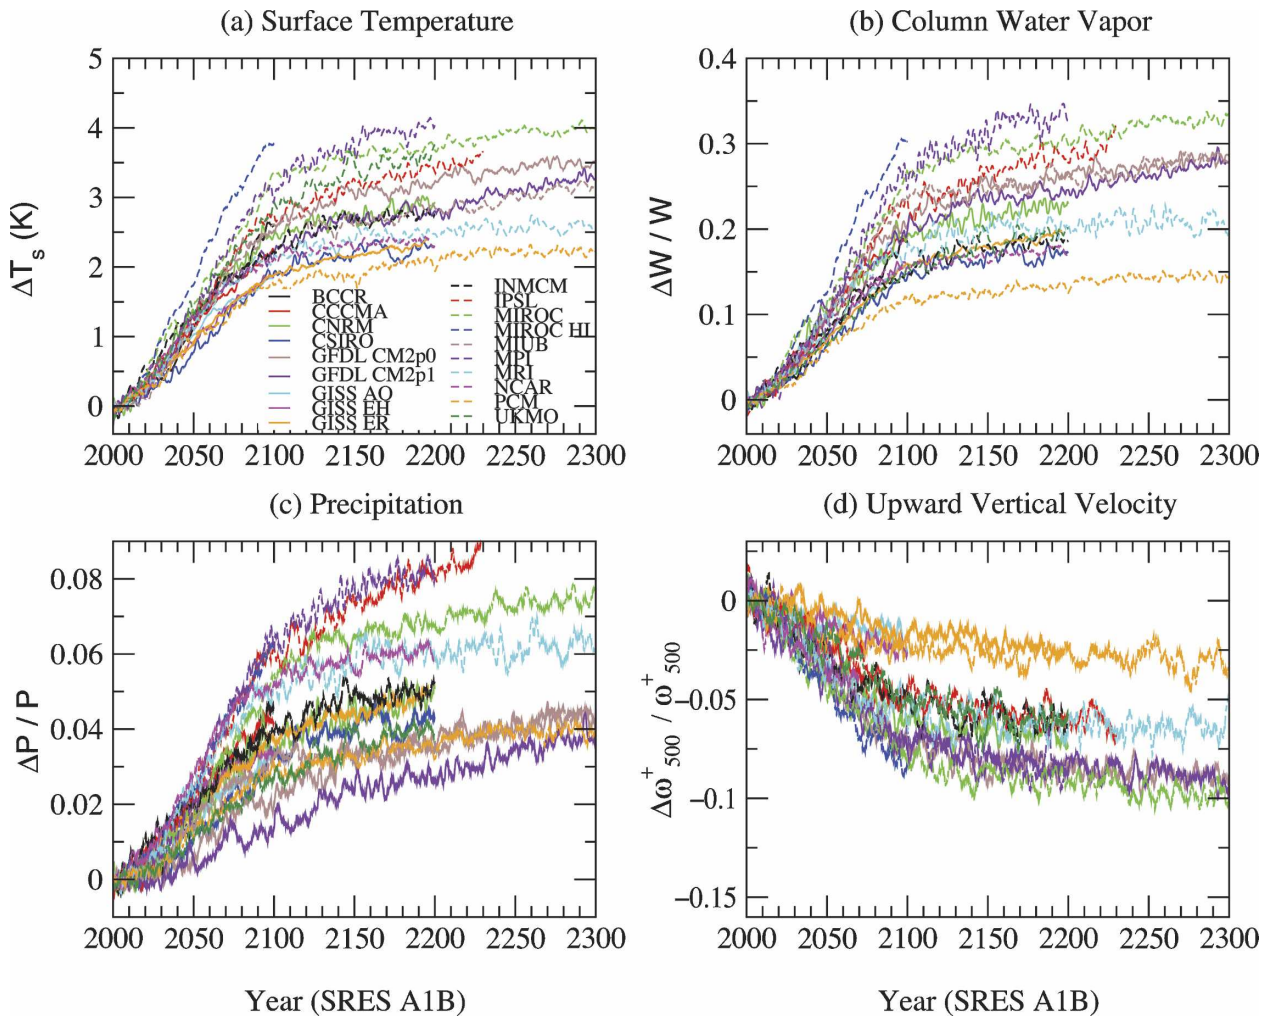 (a) Surface Temperature
(b) Column Water Vapor
5
4
3
2
1
0
ΔTs (K)
BCCR
CCCMA
CNRM
CSIRO
GFDL CM2p0
GFDL CM2p1
GISS AO
GISS EH
GISS ER
INMCM
IPSL
MIROC
MIROC HL
MIUB
MPI
MRI
NCAR
PCM
UKMO
2000 2050 2100 2150 2200 2250 2300
0.4
0.3
0.2
0.1
0
ΔW / W
2000 2050 2100 2150 2200 2250 2300
(c) Precipitation
(d) Upward Vertical Velocity
0.08
0.06
0.04
0.02
0
ΔP / P
2000 2050 2100 2150 2200 2250 2300
Year (SRES A1B)
0
−0.05
−0.1
−0.15
Δω+500 / ω+500
2000 2050 2100 2150 2200 2250 2300
Year (SRES A1B)